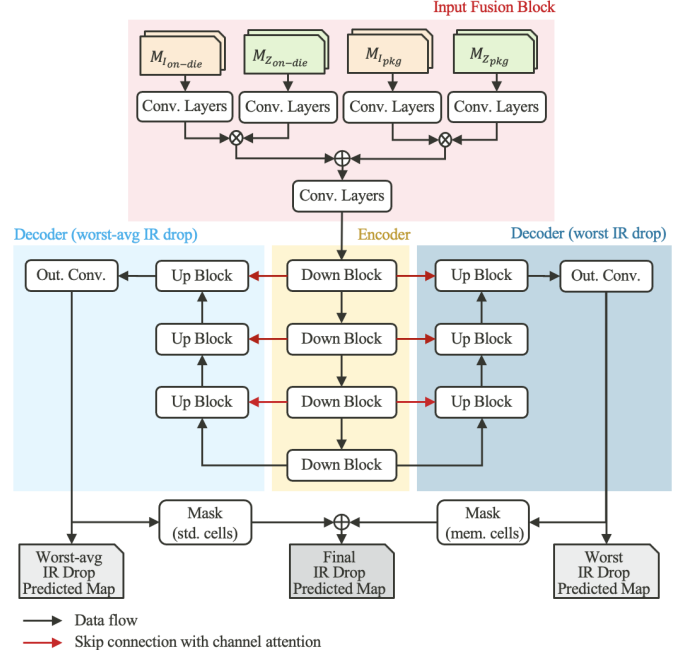 Input Fusion Block
M_{I_{on-die}} M_{Z_{on-die}} M_{I_{pkg}} M_{Z_{pkg}}
Conv. Layers Conv. Layers Conv. Layers Conv. Layers
Conv. Layers
Decoder (worst-avg IR drop) Encoder Decoder (worst IR drop)
Out. Conv. Up Block Down Block Up Block Out. Conv.
Up Block Down Block Up Block
Up Block Down Block Up Block
Down Block
Mask
(std. cells)
Mask
(mem. cells)
Worst-avg
IR Drop
Predicted Map
Final
IR Drop
Predicted Map
Worst
IR Drop
Predicted Map
Data flow
Skip connection with channel attention